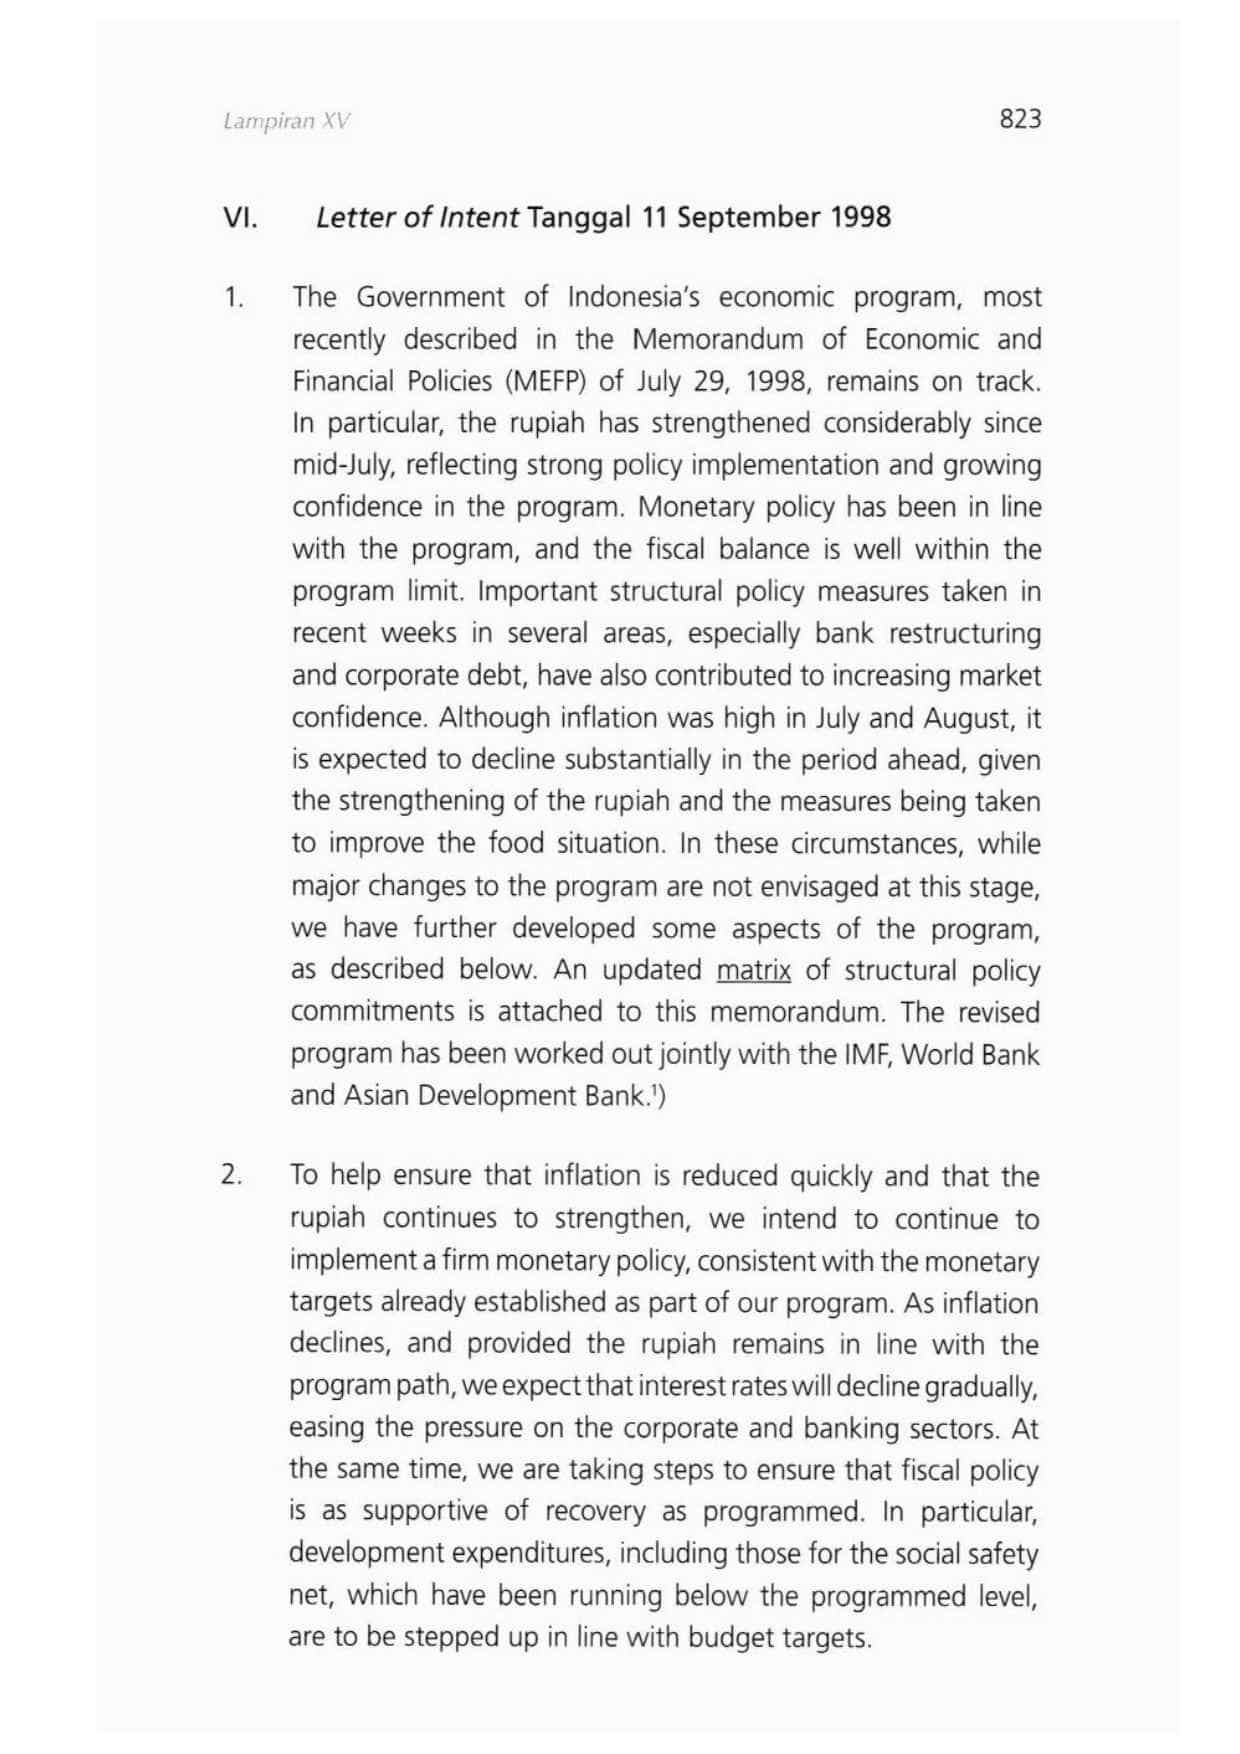 Lampiran XV 823
VI. Letter of Intent Tanggal 11 September 1998
1. The Government of Indonesia's economic program, most
recently described in the Memorandum of Economic and
Financial Policies (MEFP) of July 29, 1998, remains on track.
In particular, the rupiah has strengthened considerably since
mid-July, reflecting strong policy implementation and growing
confidence in the program. Monetary policy has been in line
with the program, and the fiscal balance is well within the
program limit. Important structural policy measures taken in
recent weeks in several areas, especially bank restructuring
and corporate debt, have also contributed to increasing market
confidence. Although inflation was high in July and August, it
is expected to decline substantially in the period ahead, given
the strengthening of the rupiah and the measures being taken
to improve the food situation. In these circumstances, while
major changes to the program are not envisaged at this stage,
we have further developed some aspects of the program,
as described below. An updated matrix of structural policy
commitments is attached to this memorandum. The revised
program has been worked out jointly with the IMF, World Bank
and Asian Development Bank.¹)
2. To help ensure that inflation is reduced quickly and that the
rupiah continues to strengthen, we intend to continue to
implement a firm monetary policy, consistent with the monetary
targets already established as part of our program. As inflation
declines, and provided the rupiah remains in line with the
program path, we expect that interest rates will decline gradually,
easing the pressure on the corporate and banking sectors. At
the same time, we are taking steps to ensure that fiscal policy
is as supportive of recovery as programmed. In particular,
development expenditures, including those for the social safety
net, which have been running below the programmed level,
are to be stepped up in line with budget targets.